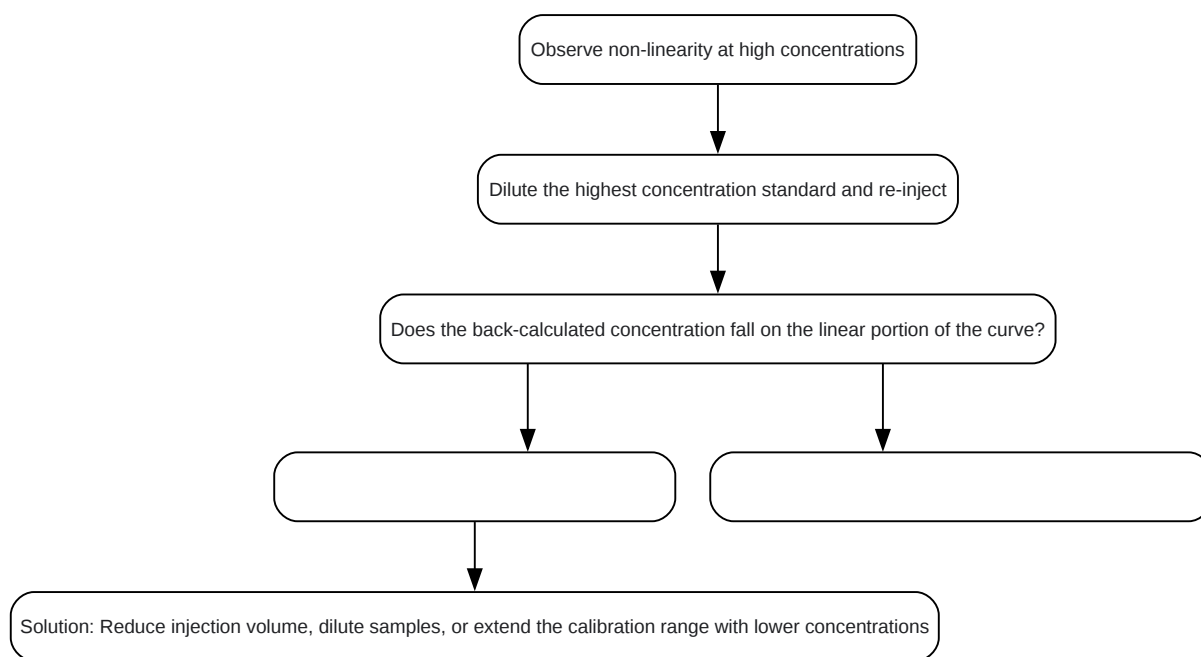 Observe non-linearity at high concentrations
Dilute the highest concentration standard and re-inject
Does the back-calculated concentration fall on the linear portion of the curve?
Solution: Reduce injection volume, dilute samples, or extend the calibration range with lower concentrations